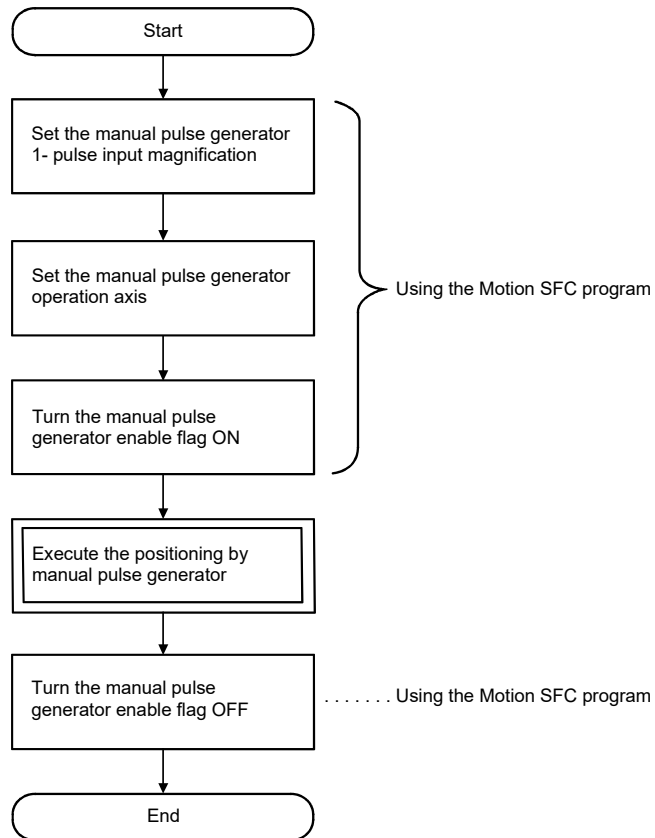 Start
Set the manual pulse generator
1- pulse input magnification
Set the manual pulse generator
operation axis
Using the Motion SFC program
Turn the manual pulse
generator enable flag ON
Execute the positioning by
manual pulse generator
Turn the manual pulse
generator enable flag OFF
. . . . . . . Using the Motion SFC program
End